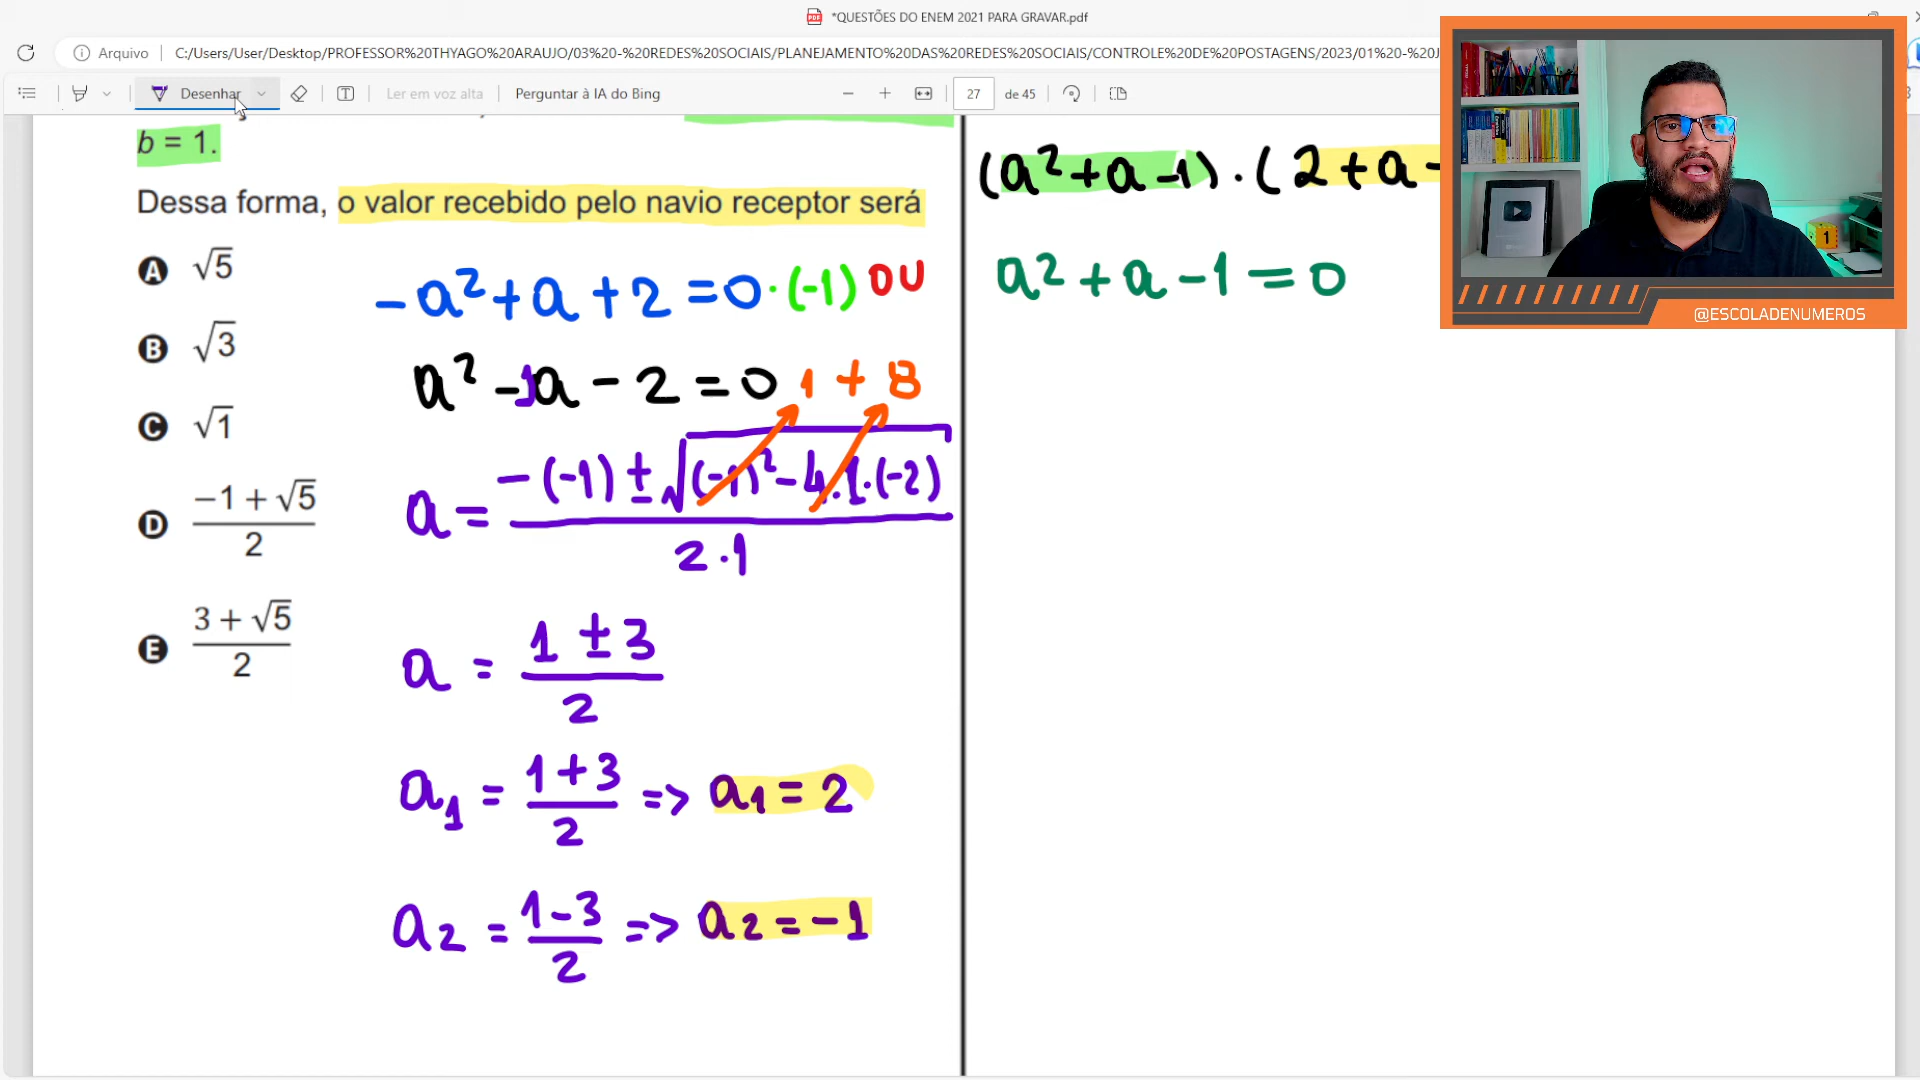 *QUESTÕES DO ENEM 2021 PARA GRAVAR.pdf
Arquivo
C:/Users/User/Desktop/PROFESSOR%20THYAGO%20ARAUJO/03%20-%20REDES%20SOCIAIS/PLANEJAMENTO%20DAS%20REDES%20SOCIAIS/CONTROLE%20DE%20POSTAGENS/2023/01%20-%20J
Desenhar
Ler em voz alta
Perguntar à IA do Bing
27 de 45
b = 1.
Dessa forma, o valor recebido pelo navio receptor será
A √5
B √3
C √1
D (−1 + √5)/2
E (3 + √5)/2
-a² + a + 2 = 0 · (-1) OU
a² - 1a - 2 = 0 1 + 8
a = (-(-1) ± √((-1)² - 4.1.(-2)))/(2·1)
a = (1 ± 3)/2
a₁ = (1+3)/2 => a₁ = 2
a₂ = (1-3)/2 => a₂ = -1
(a² + a - 1) · (2 + a -
a² + a - 1 = 0
@ESCOLADENUMEROS